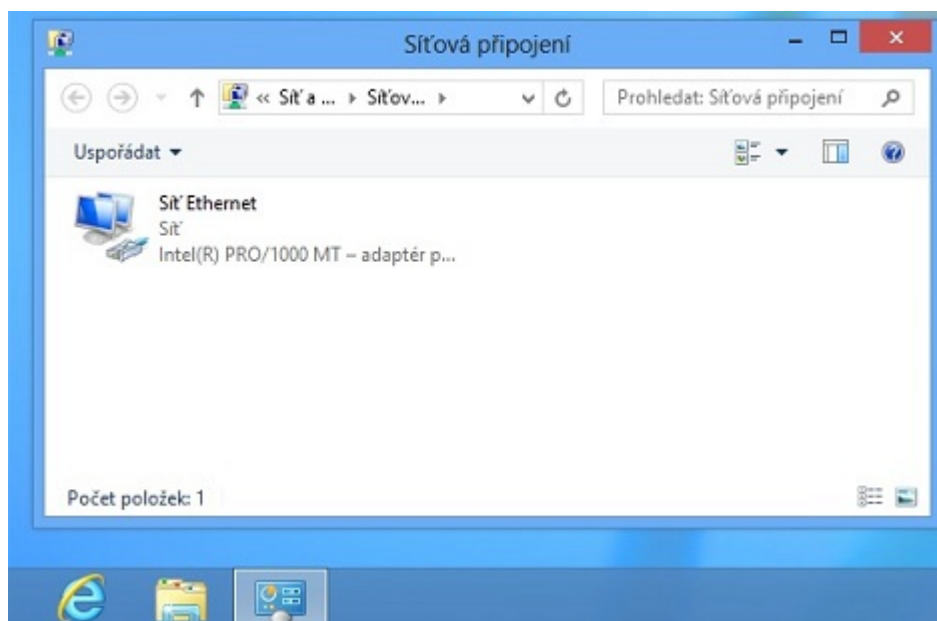 Síťová připojení
« Síť a ... Síťov...
Prohledat: Síťová připojení
Uspořádat
Síť Ethernet
Síť
Intel(R) PRO/1000 MT – adaptér p...
Počet položek: 1